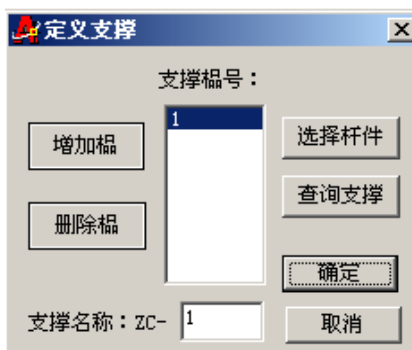 定义支撑
支撑榀号：
增加榀
1
选择杆件
查询支撑
删除榀
确定
支撑名称：ZC-
1
取消